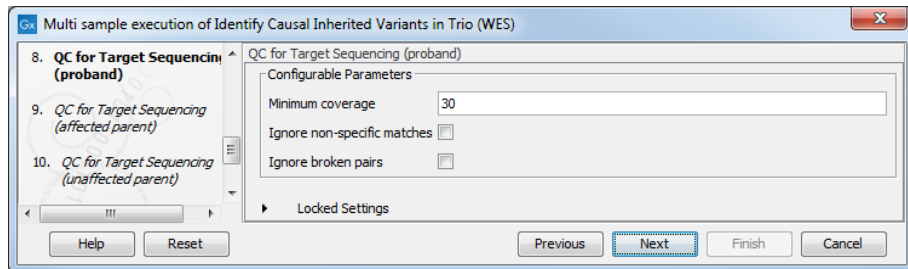 Gx Multi sample execution of Identify Causal Inherited Variants in Trio (WES)
8. QC for Target Sequencing
(proband)
9. QC for Target Sequencing
(affected parent)
10. QC for Target Sequencing
(unaffected parent)
QC for Target Sequencing (proband)
Configurable Parameters
Minimum coverage 30
Ignore non-specific matches
Ignore broken pairs
Locked Settings
Help Reset Previous Next Finish Cancel